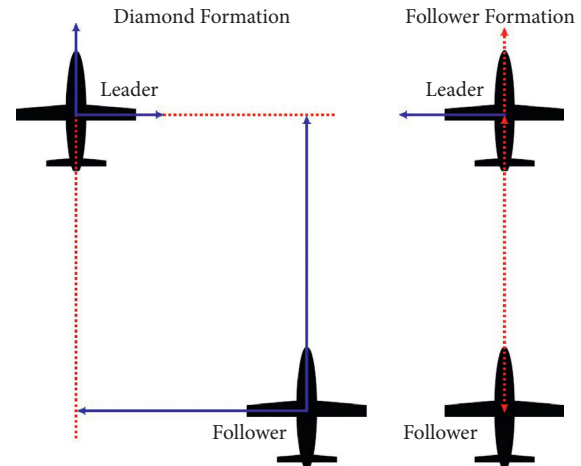 Diamond Formation
Follower Formation
Leader
Leader
Follower
Follower